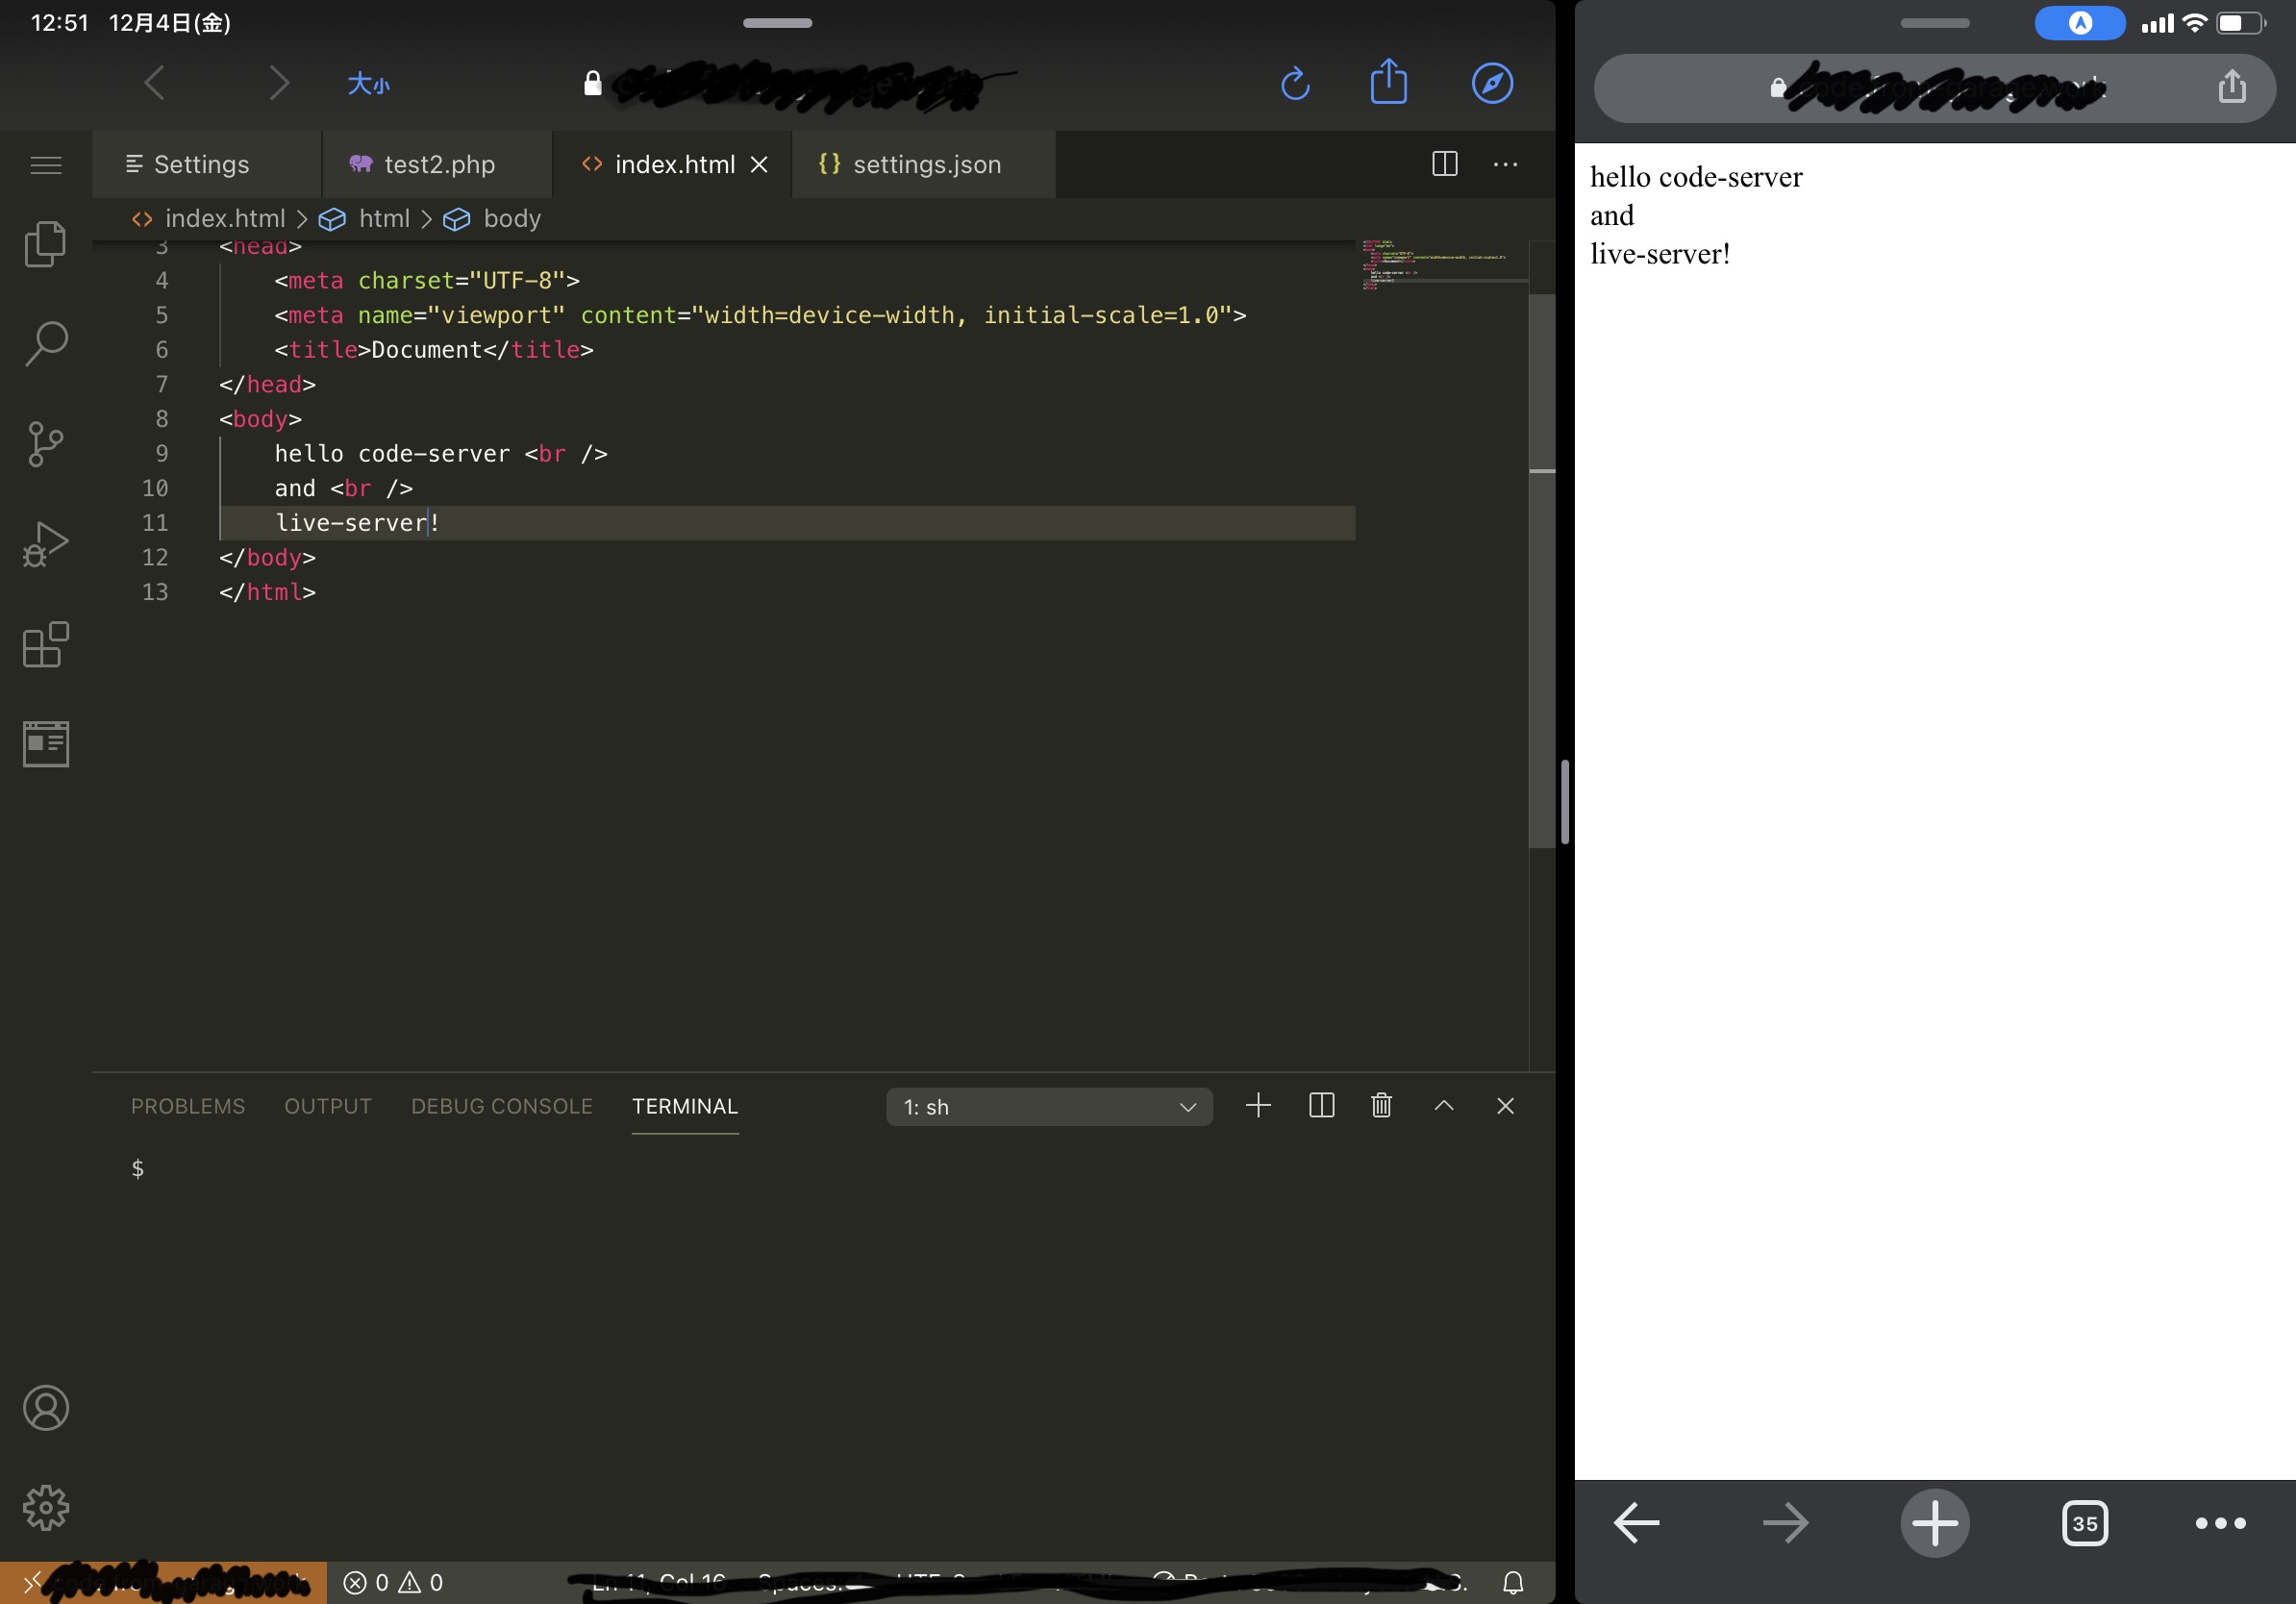 12:51 12月4日(金)
大小
Settings
test2.php
index.html
settings.json
index.html > html > body
3 <head>
4 <meta charset="UTF-8">
5 <meta name="viewport" content="width=device-width, initial-scale=1.0">
6 <title>Document</title>
7 </head>
8 <body>
9 hello code-server <br />
10 and <br />
11 live-server!
12 </body>
13 </html>
PROBLEMS
OUTPUT
DEBUG CONSOLE
TERMINAL
1: sh
$
0 0
hello code-server
and
live-server!
35